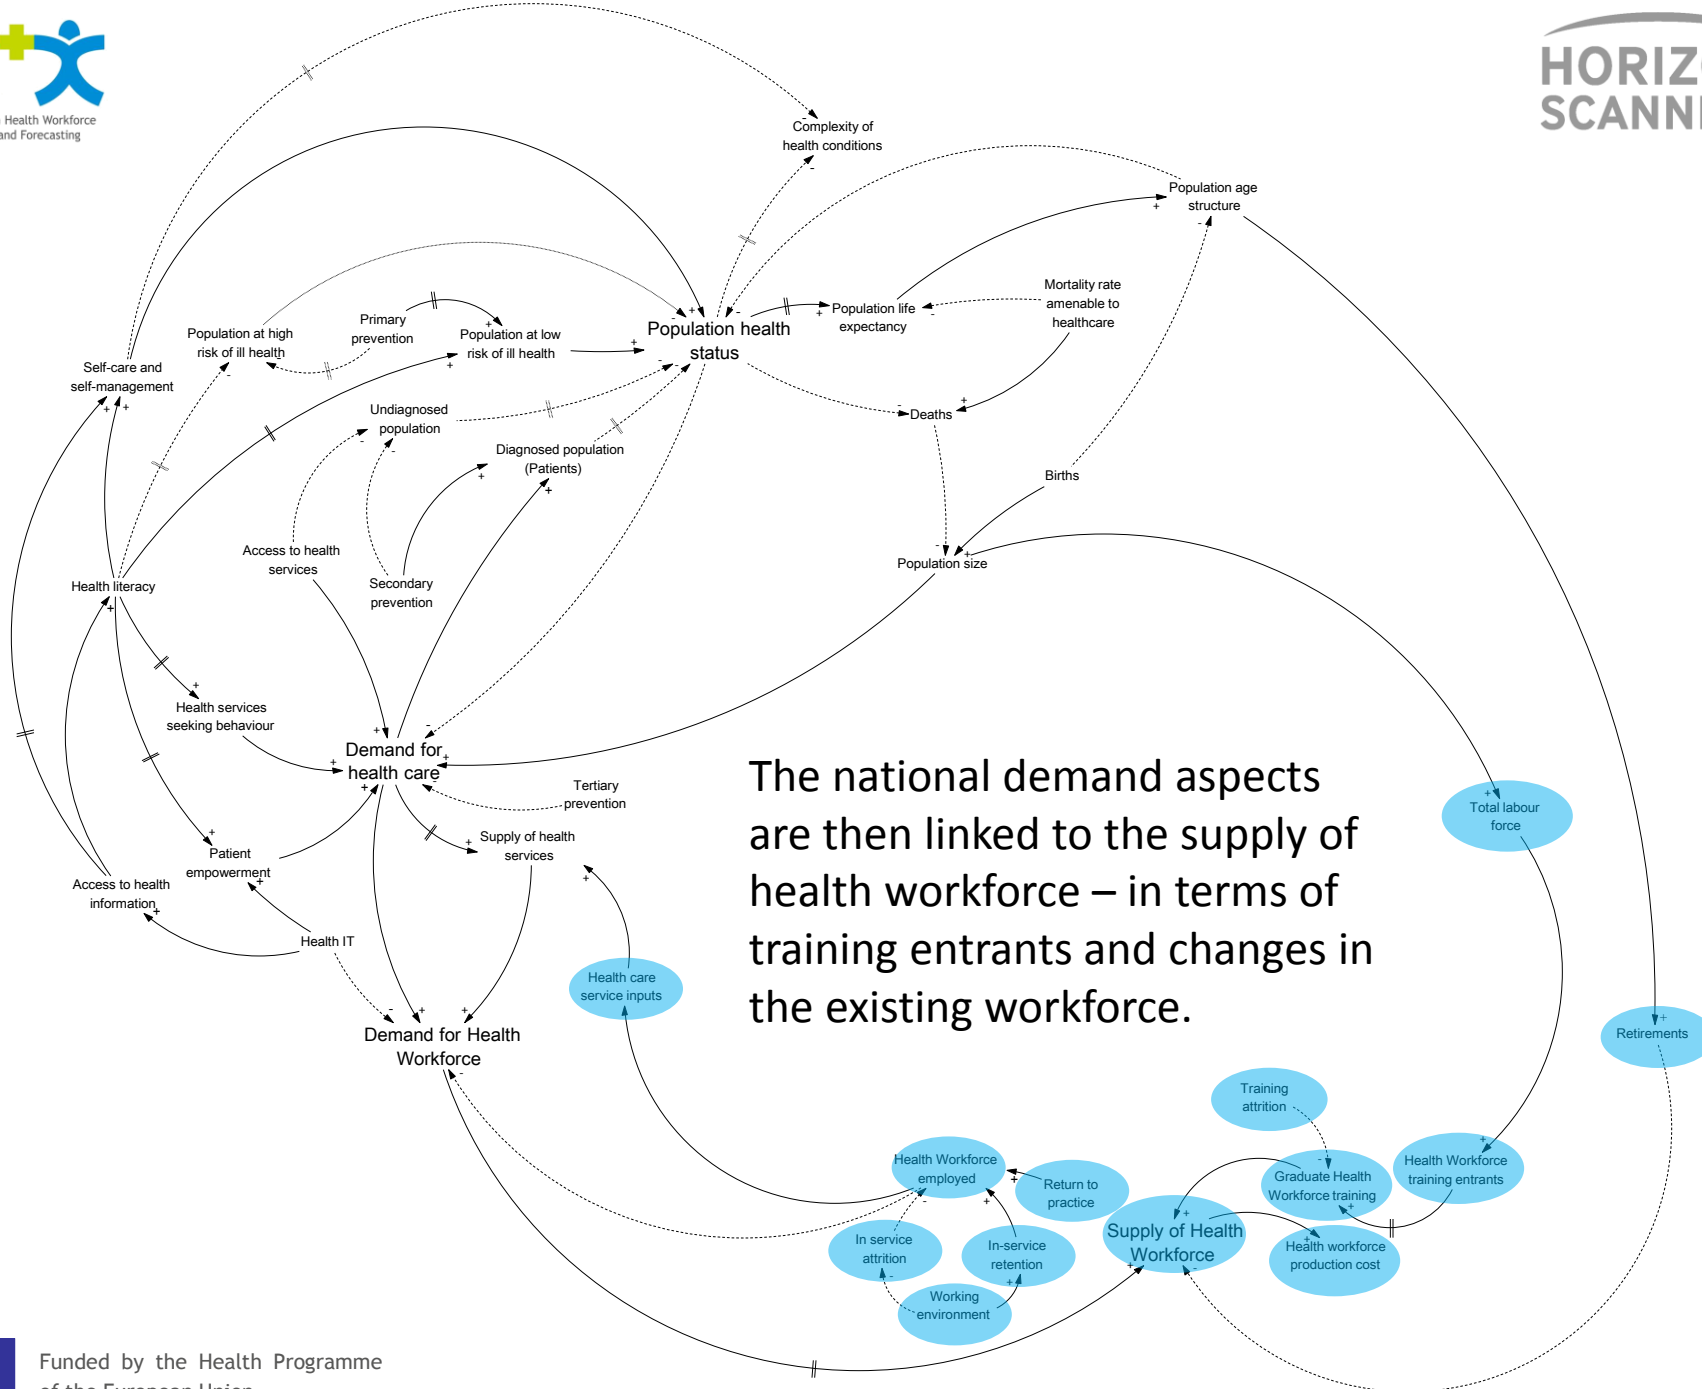 Health Workforce
and Forecasting
HORIZ
SCANN
Complexity of
health conditions
Population age
structure
Mortality rate
amenable to
healthcare
Population life
expectancy
Primary
prevention
Population at high
risk of ill health
Population at low
risk of ill health
Population health
status
Self-care and
self-management
Undiagnosed
population
Deaths
Diagnosed population
(Patients)
Births
Access to health
services
Population size
Secondary
prevention
Health literacy
Health services
seeking behaviour
Demand for
health care
Tertiary
prevention
The national demand aspects
are then linked to the supply of
health workforce – in terms of
training entrants and changes in
the existing workforce.
Total labour
force
Supply of health
services
Patient
empowerment
Access to health
information
Health IT
Health care
service inputs
Demand for Health
Workforce
Retirements
Training
attrition
Health Workforce
employed
Return to
practice
Graduate Health
Workforce training
Health Workforce
training entrants
In service
attrition
In-service
retention
Supply of Health
Workforce
Health workforce
production cost
Working
environment
Funded by the Health Programme
of the European Union